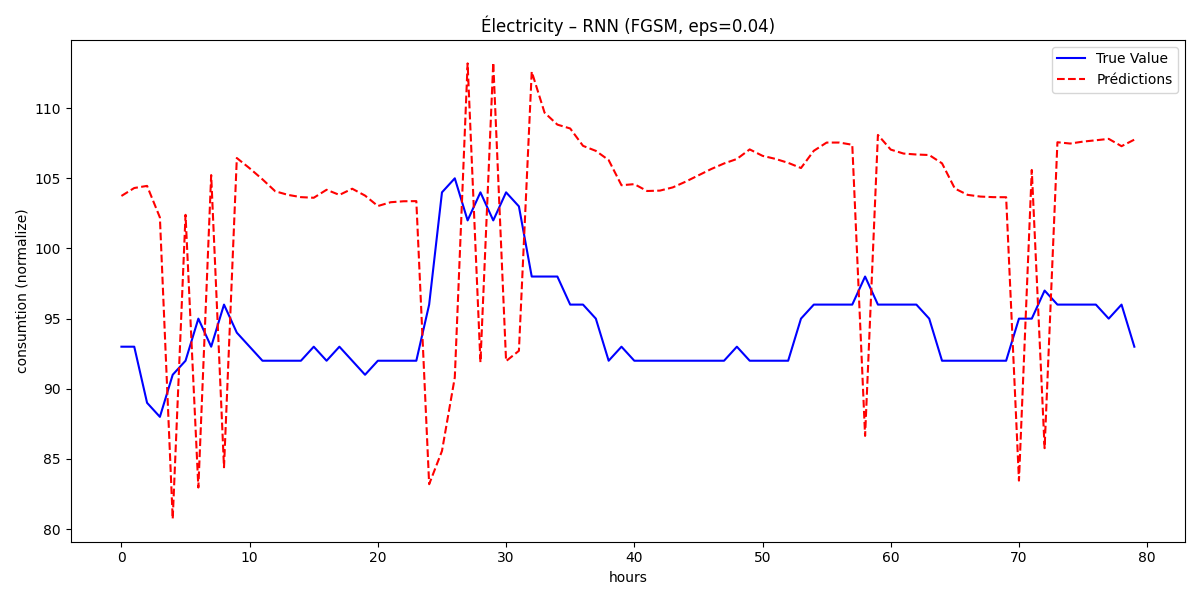 Électricity – RNN (FGSM, eps=0.04)
True Value
Prédictions
consumtion (normalize)
110
105
100
95
90
85
80
0 10 20 30 40 50 60 70 80
hours